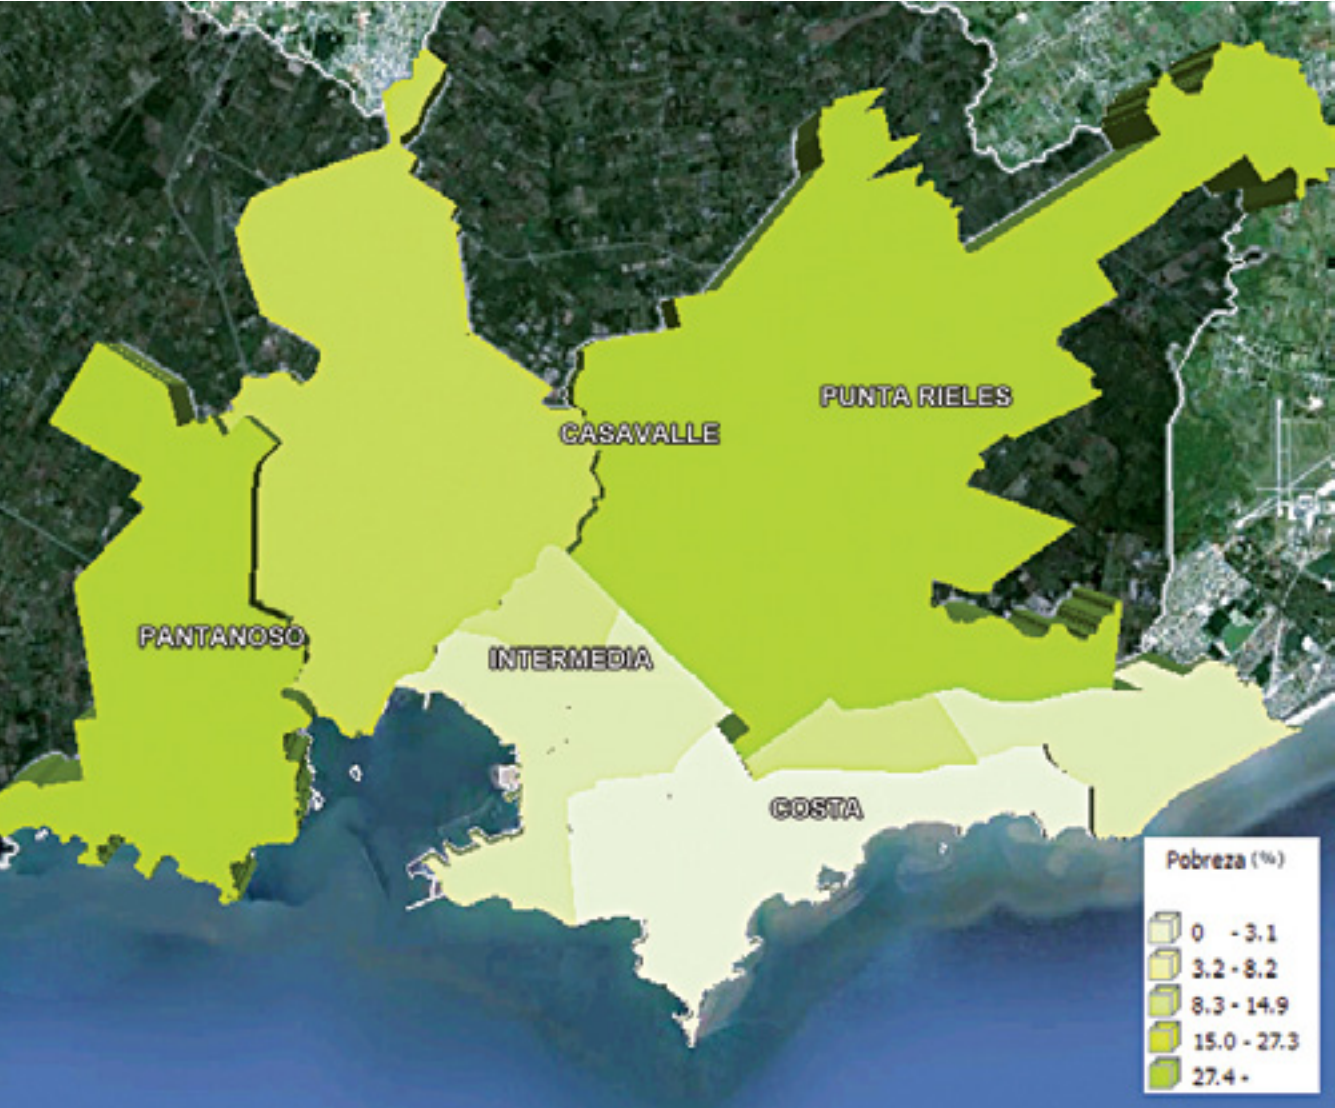 PUNTA RIELES
CASAVALLE
PANTANOSO
INTERMEDIA
COSTA
Pobreza (%)
0 - 3.1
3.2 - 8.2
8.3 - 14.9
15.0 - 27.3
27.4 -